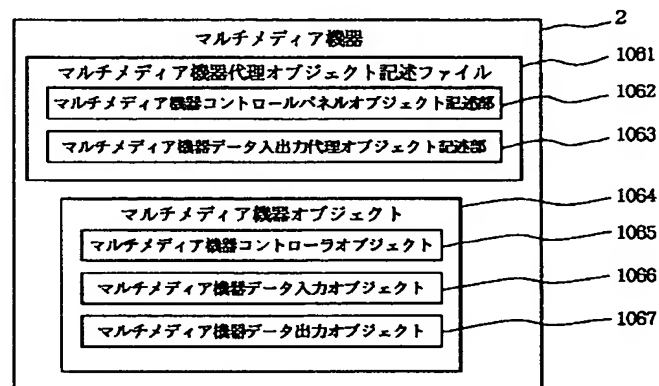 マルチメディア機器
2
マルチメディア機器代理オブジェクト記述ファイル
1061
マルチメディア機器コントロールパネルオブジェクト記述部
1062
マルチメディア機器データ入出力代理オブジェクト記述部
1063
マルチメディア機器オブジェクト
1064
マルチメディア機器コントローラオブジェクト
1065
マルチメディア機器データ入力オブジェクト
1066
マルチメディア機器データ出力オブジェクト
1067